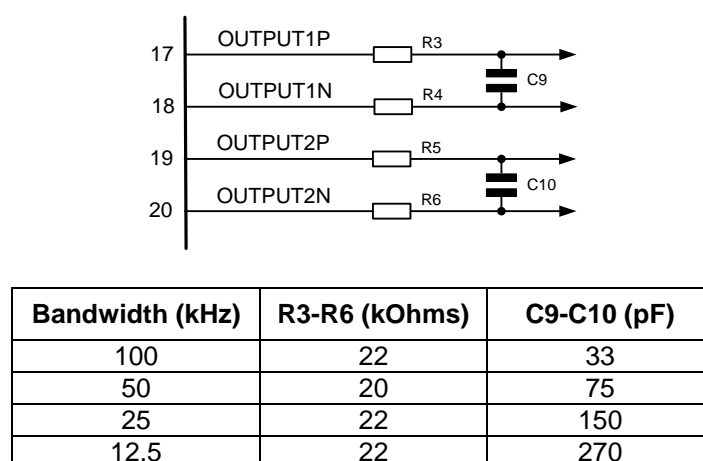 17 OUTPUT1P R3
C9
18 OUTPUT1N R4
19 OUTPUT2P R5
C10
20 OUTPUT2N R6
Bandwidth (kHz) R3-R6 (kOhms) C9-C10 (pF)
100 22 33
50 20 75
25 22 150
12.5 22 270